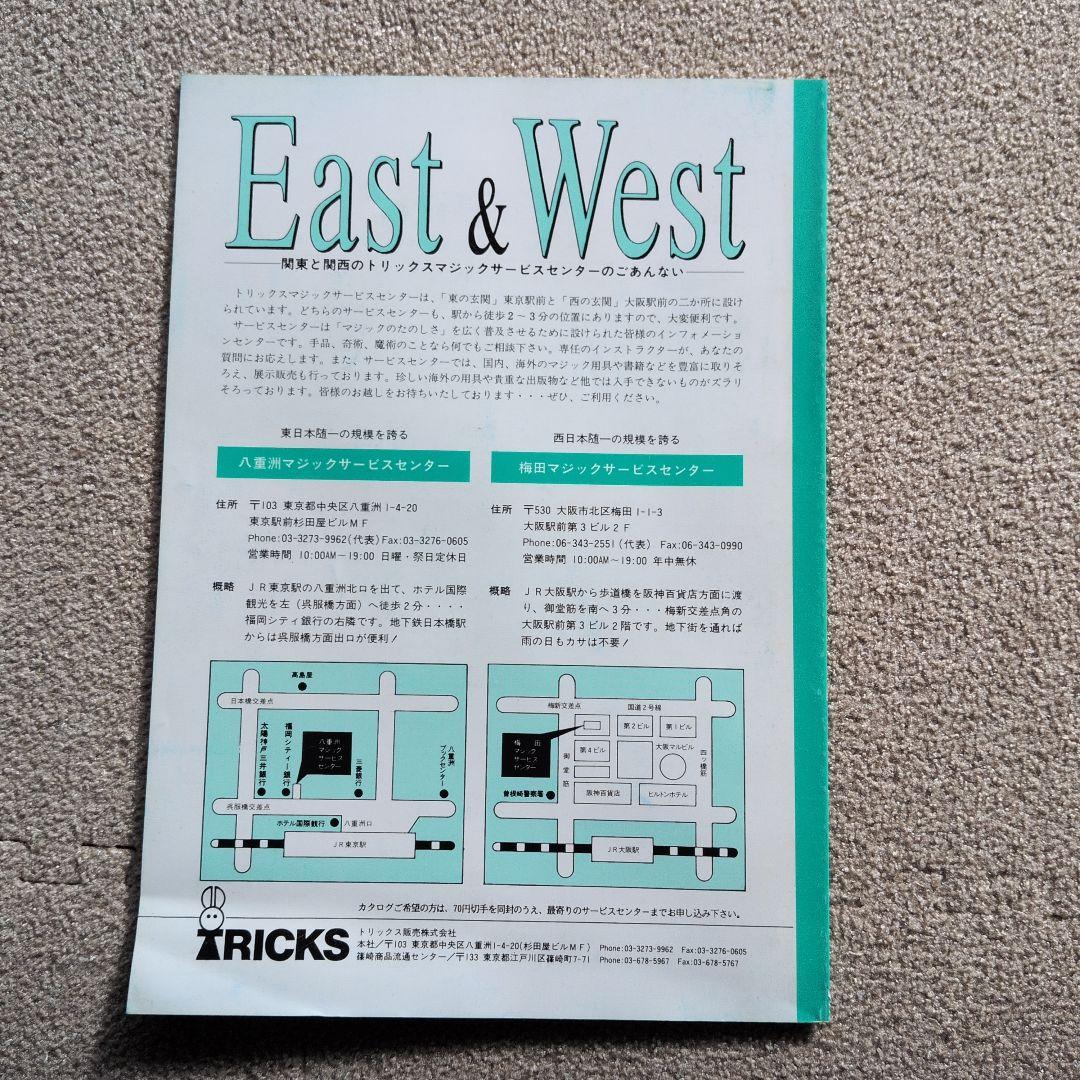 East & West
関東と関西のトリックスマジックサービスセンターのごあんない
トリックスマジックサービスセンターは、「東の玄関」東京駅前と「西の玄関」大阪駅前の二か所に設け
られています。どちらのサービスセンターも、駅から徒歩2～3分の位置にありますので、大変便利です。
サービスセンターは「マジックのたのしさ」を広く普及させるために設けられた皆様のインフォメーショ
ンセンターです。手品、奇術、魔術のことなら何でもご相談下さい。専任のインストラクターが、あなたの
質問にお応えします。また、サービスセンターでは、国内、海外のマジック用具や書籍などを豊富に取りそ
ろえ、展示販売も行っております。珍しい海外の用具や貴重な出版物など他では入手できないものがズラリ
そろっております。皆様のお越しをお待ちいたしております・・・ぜひ、ご利用ください。
東日本随一の規模を誇る
八重洲マジックサービスセンター
住所 〒103 東京都中央区八重洲1-4-20
東京駅前杉田屋ビルMF
Phone:03-3273-9962(代表) Fax:03-3276-0605
営業時間 10:00AM～19:00 日曜・祭日定休日
概略 JR東京駅の八重洲北口を出て、ホテル国際
観光を左（呉服橋方面）へ徒歩2分・・・・
福岡シティ銀行の右隣です。地下鉄日本橋駅
からは呉服橋方面出口が便利！
西日本随一の規模を誇る
梅田マジックサービスセンター
住所 〒530 大阪市北区梅田1-1-3
大阪駅前第3ビル2F
Phone:06-343-2551(代表) Fax:06-343-0990
営業時間 10:00AM～19:00 年中無休
概略 JR大阪駅から歩道橋を阪神百貨店方面に渡
り、御堂筋を南へ3分・・・梅新交差点角の
大阪駅前第3ビル2階です。地下街を通れば
雨の日もカサは不要！
高島屋
日本橋交差点
太陽神戸三井銀行
福岡シティー銀行
八重洲
マジック
サービス
センター
三菱銀行
八重洲ブックセンター
呉服橋交差点
ホテル国際観行
八重洲口
JR東京駅
梅新交差点
国道2号線
第2ビル
第1ビル
梅田
マジック
サービス
センター
御堂筋
第4ビル
大阪マルビル
四ッ橋筋
曽根崎警察署
阪神百貨店
ヒルトンホテル
JR大阪駅
カタログご希望の方は、70円切手を同封のうえ、最寄りのサービスセンターまでお申し込み下さい。
TRICKS
トリックス販売株式会社
本社／〒103 東京都中央区八重洲1-4-20(杉田屋ビルMF) Phone:03-3273-9962 Fax:03-3276-0605
篠崎商品流通センター／〒133 東京都江戸川区篠崎町7-71 Phone:03-678-5967 Fax:03-678-5767